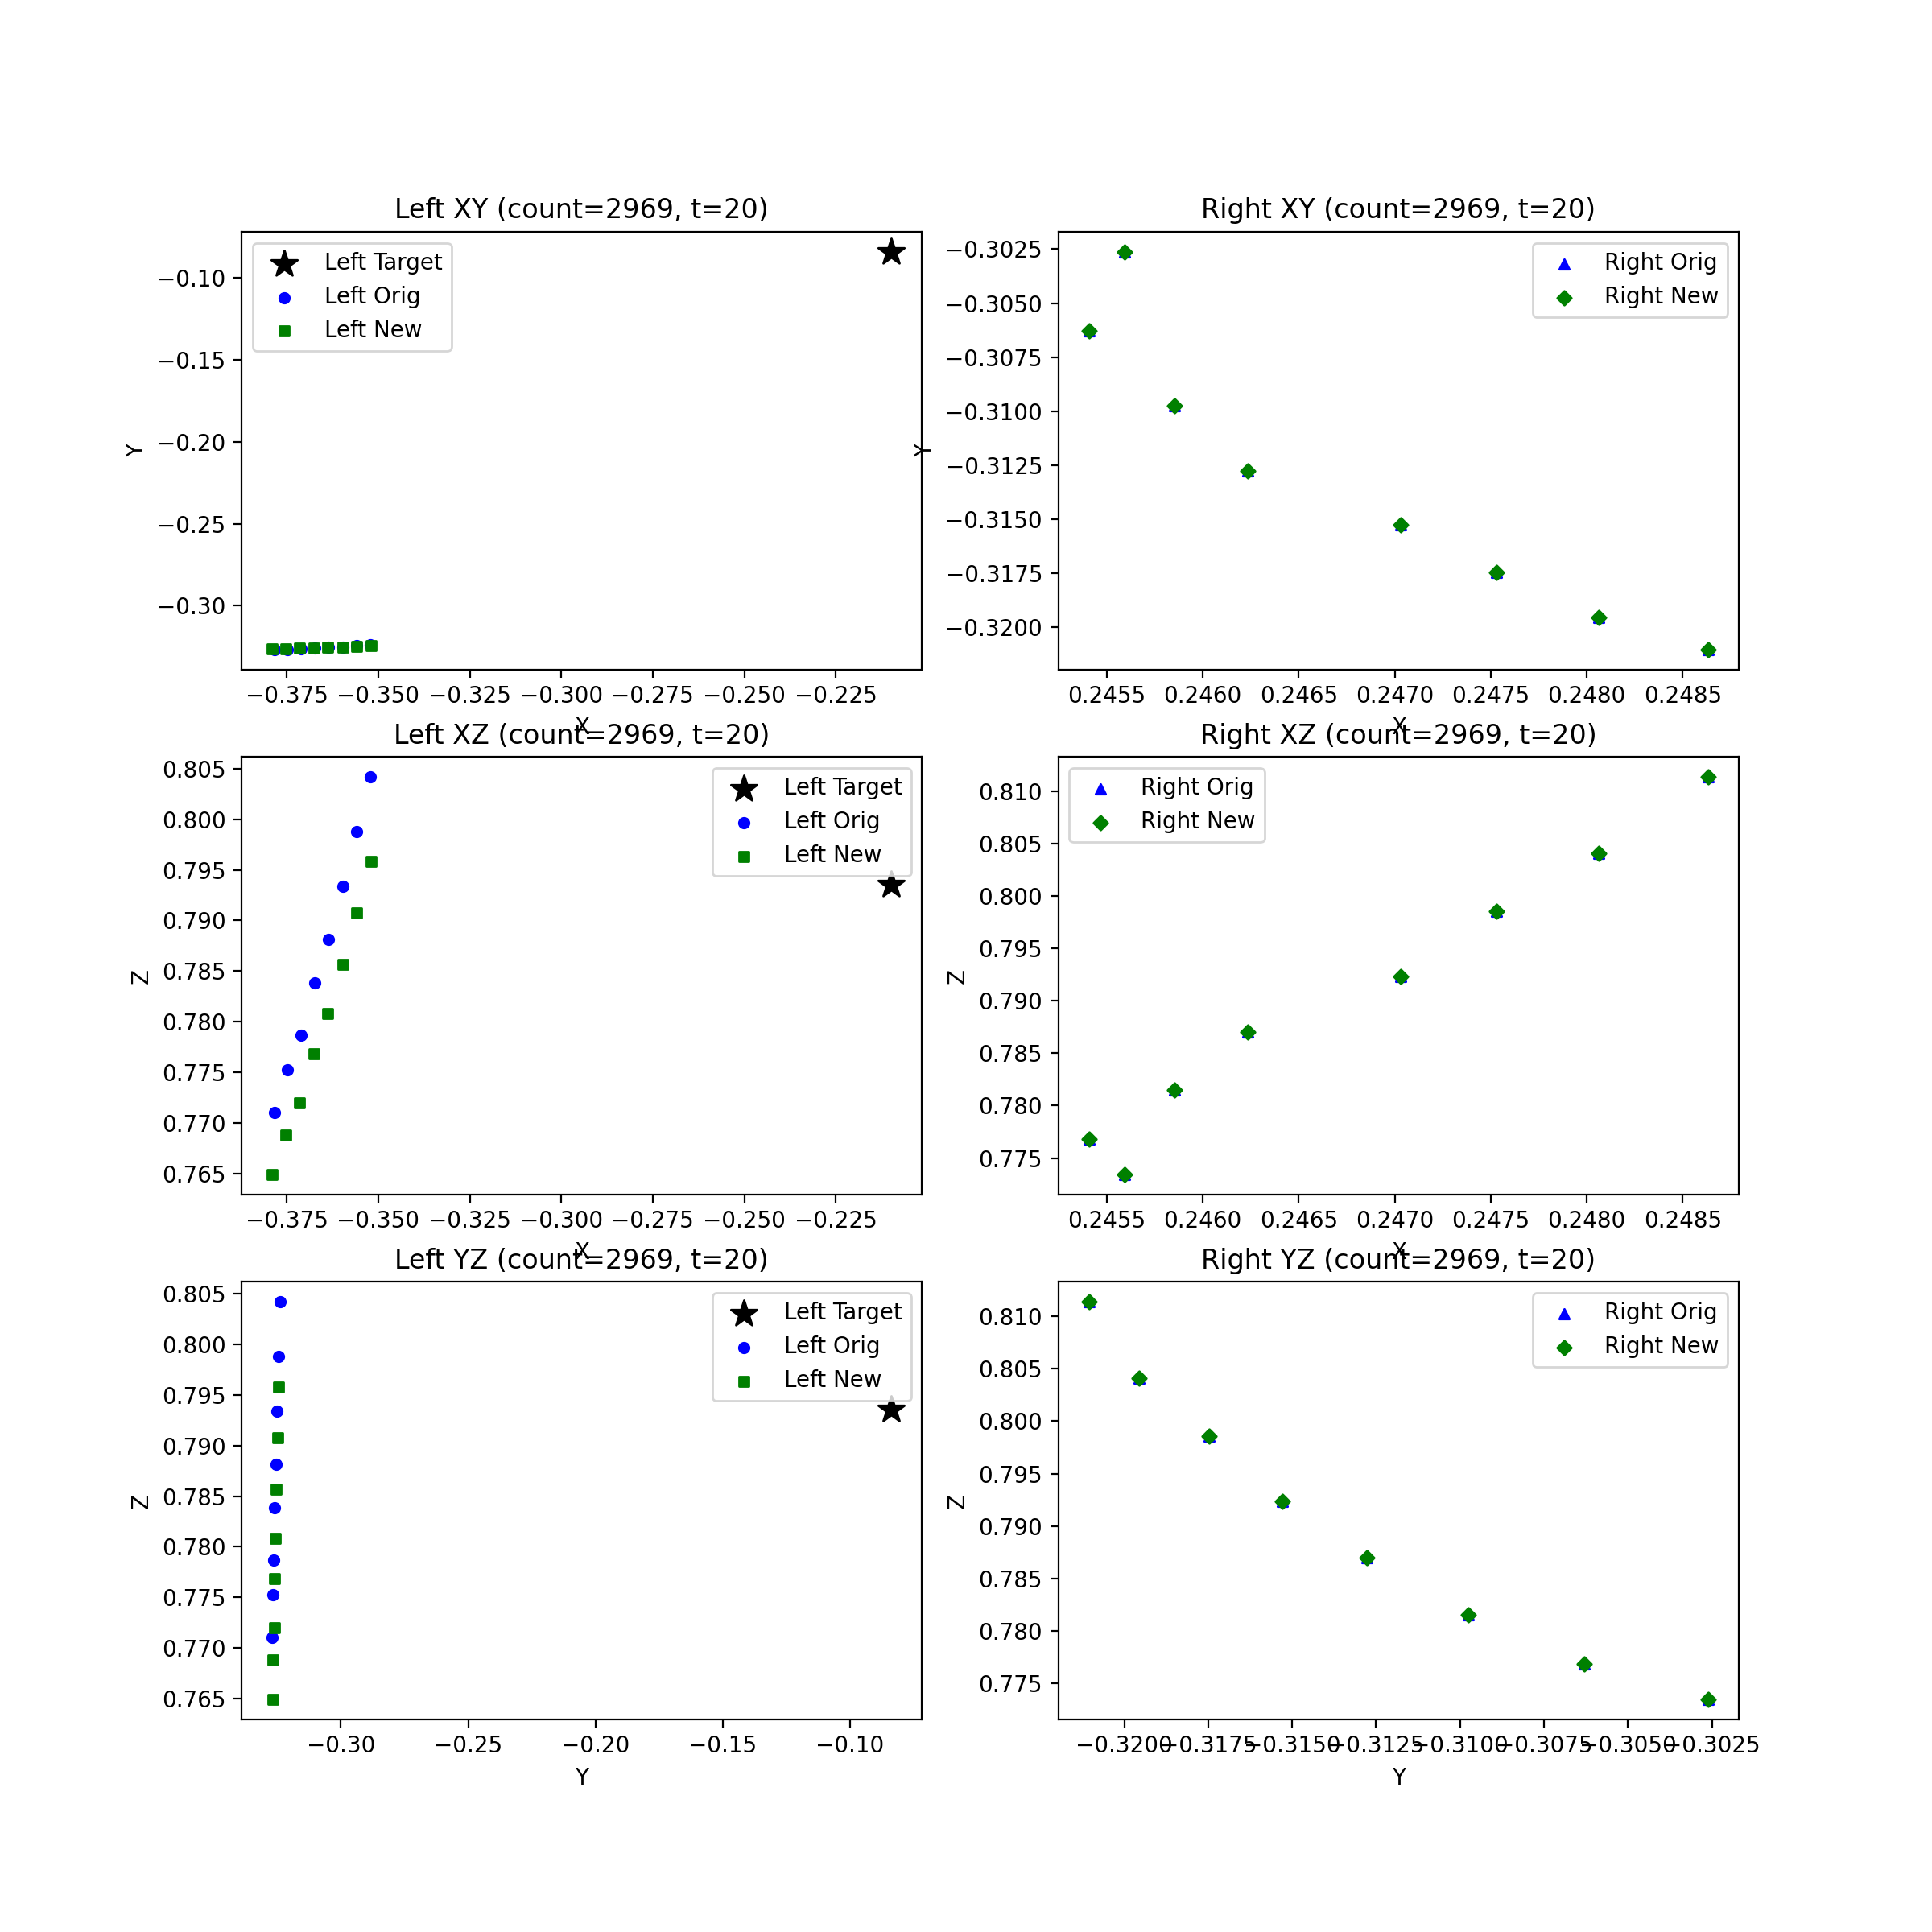 Left XY (count=2969, t=20)
Left Target
Left Orig
Left New
−0.10
−0.15
−0.20
−0.25
−0.30
Y
−0.375 −0.350 −0.325 −0.300 −0.275 −0.250 −0.225
X
Right XY (count=2969, t=20)
Right Orig
Right New
−0.3025
−0.3050
−0.3075
−0.3100
−0.3125
−0.3150
−0.3175
−0.3200
Y
0.2455 0.2460 0.2465 0.2470 0.2475 0.2480 0.2485
X
Left XZ (count=2969, t=20)
Left Target
Left Orig
Left New
0.805
0.800
0.795
0.790
0.785
0.780
0.775
0.770
0.765
Z
−0.375 −0.350 −0.325 −0.300 −0.275 −0.250 −0.225
X
Right XZ (count=2969, t=20)
Right Orig
Right New
0.810
0.805
0.800
0.795
0.790
0.785
0.780
0.775
Z
0.2455 0.2460 0.2465 0.2470 0.2475 0.2480 0.2485
X
Left YZ (count=2969, t=20)
Left Target
Left Orig
Left New
0.805
0.800
0.795
0.790
0.785
0.780
0.775
0.770
0.765
Z
−0.30 −0.25 −0.20 −0.15 −0.10
Y
Right YZ (count=2969, t=20)
Right Orig
Right New
0.810
0.805
0.800
0.795
0.790
0.785
0.780
0.775
Z
−0.3200 −0.3175 −0.3150 −0.3125 −0.3100 −0.3075 −0.3050 −0.3025
Y